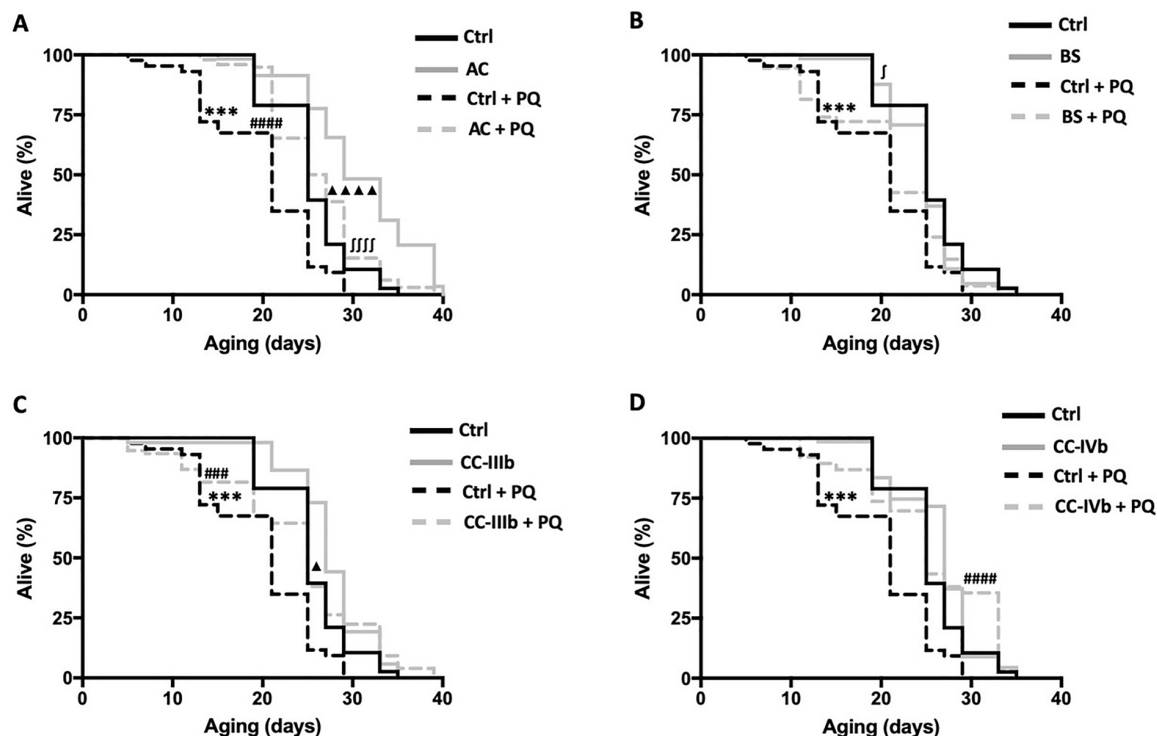 A
Ctrl
AC
Ctrl + PQ
AC + PQ
100
75
50
25
0
Alive (%)
***
####
▲▲▲▲
∫∫∫∫
0 10 20 30 40
Aging (days)
B
Ctrl
BS
Ctrl + PQ
BS + PQ
100
75
50
25
0
Alive (%)
∫
***
0 10 20 30 40
Aging (days)
C
Ctrl
CC-IIIb
Ctrl + PQ
CC-IIIb + PQ
100
75
50
25
0
Alive (%)
###
***
▲
0 10 20 30 40
Aging (days)
D
Ctrl
CC-IVb
Ctrl + PQ
CC-IVb + PQ
100
75
50
25
0
Alive (%)
***
####
0 10 20 30 40
Aging (days)